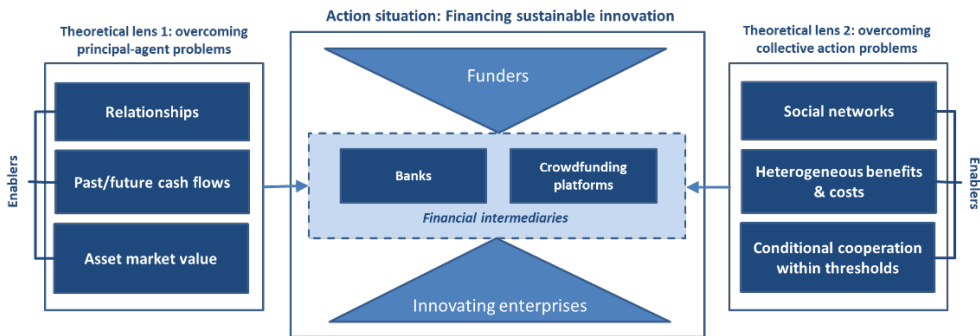 Action situation: Financing sustainable innovation
Theoretical lens 1: overcoming
principal-agent problems
Enablers
Relationships
Past/future cash flows
Asset market value
Funders
Banks
Crowdfunding
platforms
Financial intermediaries
Innovating enterprises
Theoretical lens 2: overcoming
collective action problems
Social networks
Heterogeneous benefits
& costs
Conditional cooperation
within thresholds
Enablers